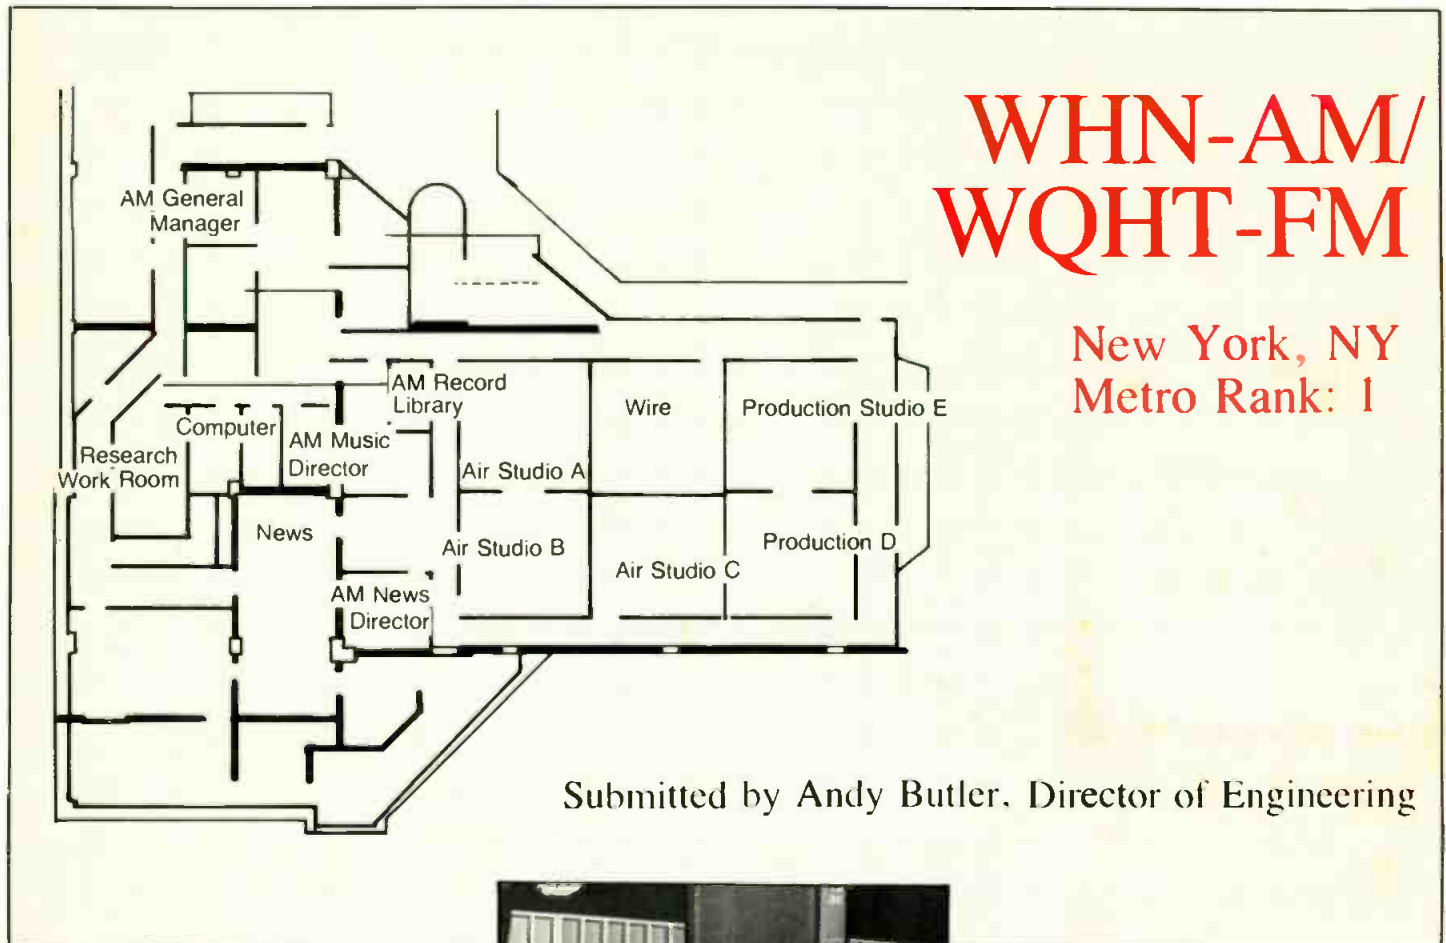 WHN-AM/
WQHT-FM
New York, NY
Metro Rank: 1
AM General
Manager
AM Record
Library
Wire
Production Studio E
Computer
AM Music
Director
Research
Work Room
Air Studio A
News
Air Studio B
Air Studio C
Production D
AM News
Director
Submitted by Andy Butler, Director of Engineering